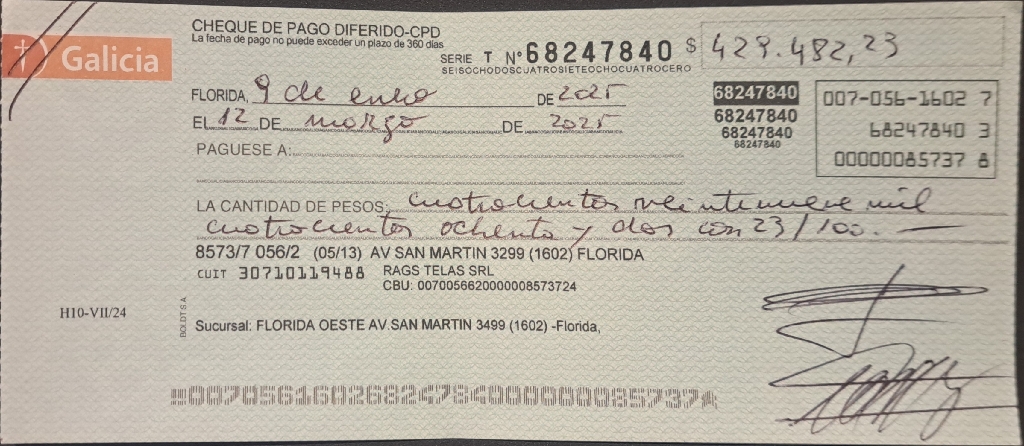 Galicia
CHEQUE DE PAGO DIFERIDO-CPD
La fecha de pago no puede exceder un plazo de 360 días
SERIE T Nº 68247840 $ 429.482,23
SEISOCHODOSCUATROSIETEOCHOCUATROCERO
FLORIDA, 9 de enero DE 2025
EL 12 DE marzo DE 2025
68247840
68247840
68247840
68247840
007-056-1602 7
68247840 3
00000085737 8
PAGUESE A:
LA CANTIDAD DE PESOS: cuatrocientos veintinueve mil
cuatrocientos ochenta y dos con 23/100.—
8573/7 056/2 (05/13) AV SAN MARTIN 3299 (1602) FLORIDA
CUIT 30710119488 RAGS TELAS SRL
CBU: 0070056620000008573724
H10-VII/24
BOLDT S.A.
Sucursal: FLORIDA OESTE AV.SAN MARTIN 3499 (1602) -Florida,